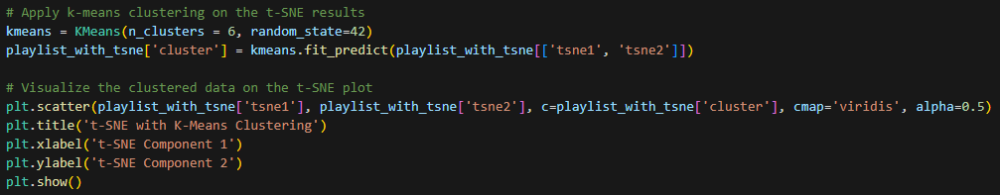 # Apply k-means clustering on the t-SNE results
kmeans = KMeans(n_clusters = 6, random_state=42)
playlist_with_tsne['cluster'] = kmeans.fit_predict(playlist_with_tsne[['tsne1', 'tsne2']])
# Visualize the clustered data on the t-SNE plot
plt.scatter(playlist_with_tsne['tsne1'], playlist_with_tsne['tsne2'], c=playlist_with_tsne['cluster'], cmap='viridis', alpha=0.5)
plt.title('t-SNE with K-Means Clustering')
plt.xlabel('t-SNE Component 1')
plt.ylabel('t-SNE Component 2')
plt.show()